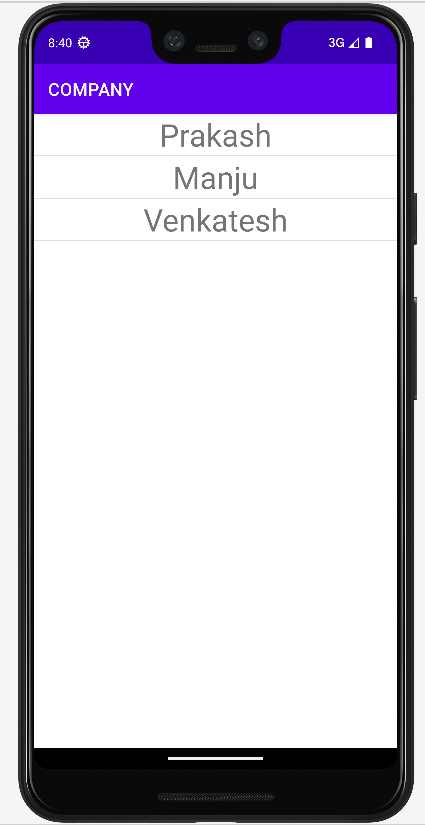 8:40 3G
COMPANY
Prakash
Manju
Venkatesh